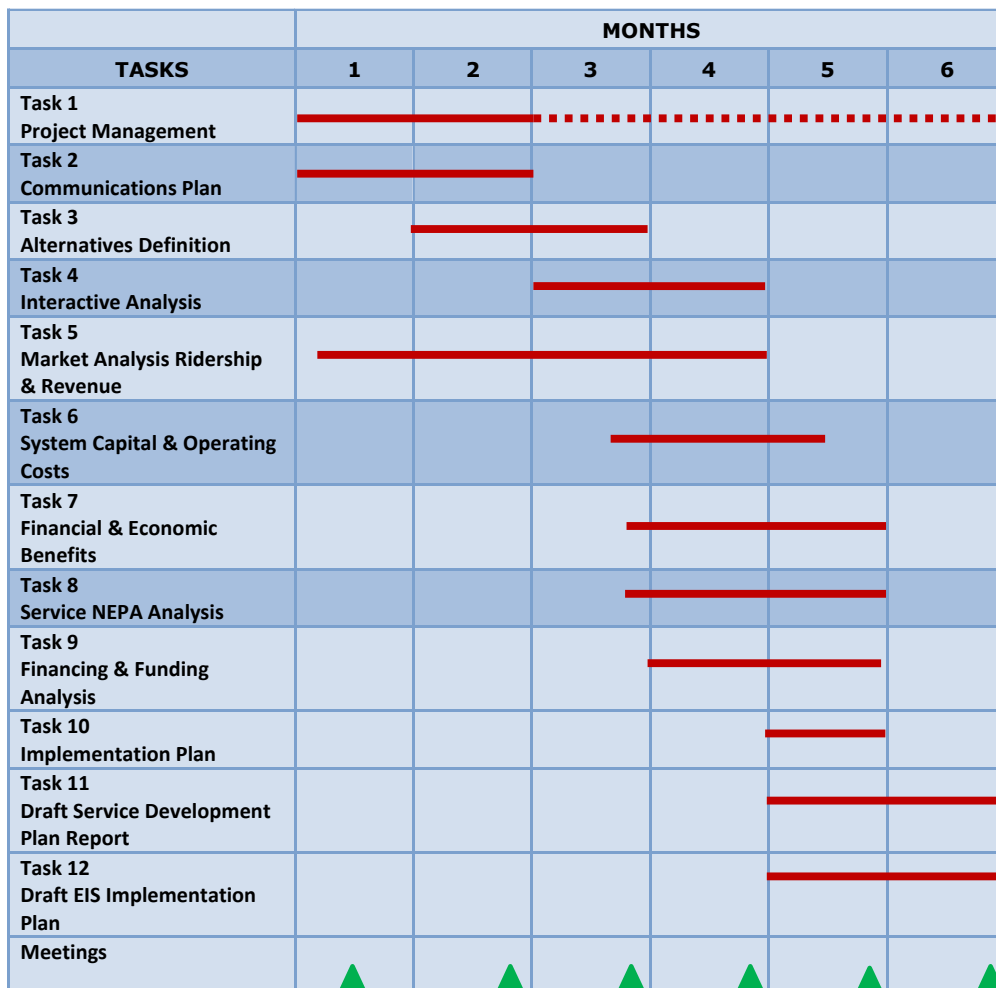 MONTHS
TASKS 1 2 3 4 5 6
Task 1
Project Management
Task 2
Communications Plan
Task 3
Alternatives Definition
Task 4
Interactive Analysis
Task 5
Market Analysis Ridership
& Revenue
Task 6
System Capital & Operating
Costs
Task 7
Financial & Economic
Benefits
Task 8
Service NEPA Analysis
Task 9
Financing & Funding
Analysis
Task 10
Implementation Plan
Task 11
Draft Service Development
Plan Report
Task 12
Draft EIS Implementation
Plan
Meetings